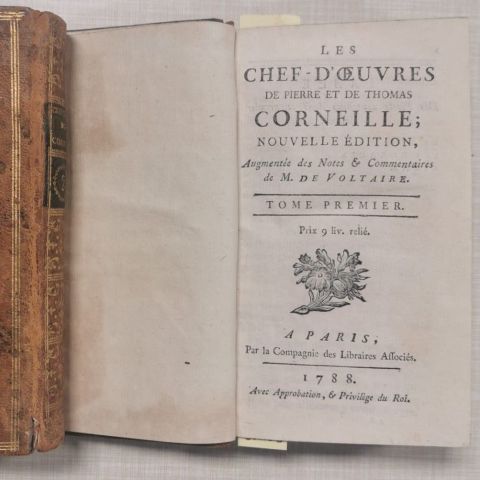 LES
CHEF-D'ŒUVRES
DE PIERRE ET DE THOMAS
CORNEILLE;
NOUVELLE ÉDITION,
Augmentée des Notes & Commentaires
de M. DE VOLTAIRE.
TOME PREMIER.
Prix 9 liv. relié.
A PARIS,
Par la Compagnie des Libraires Associés.
1788.
Avec Approbation, & Privilége du Roi.